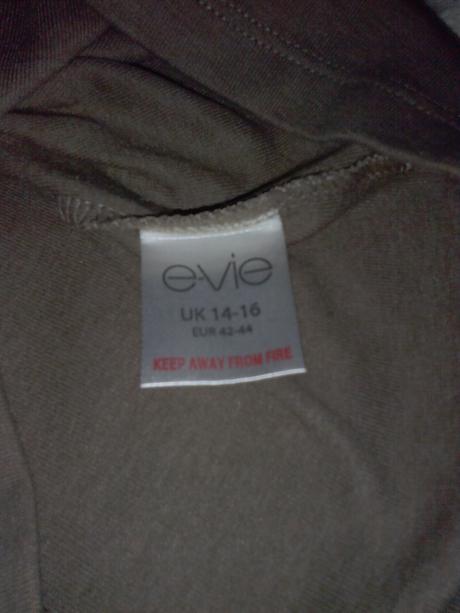 e-vie
UK 14-16
EUR 42-44
KEEP AWAY FROM FIRE